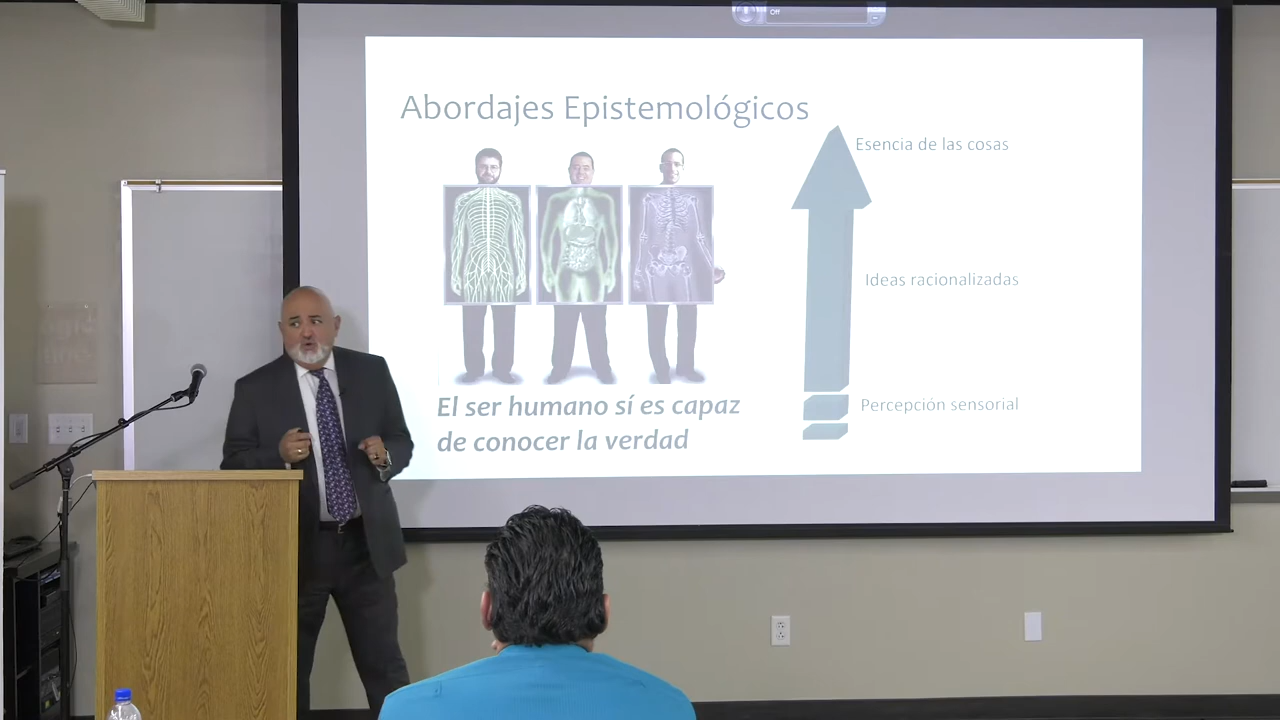 Off
Abordajes Epistemológicos
Esencia de las cosas
Ideas racionalizadas
Percepción sensorial
El ser humano sí es capaz
de conocer la verdad